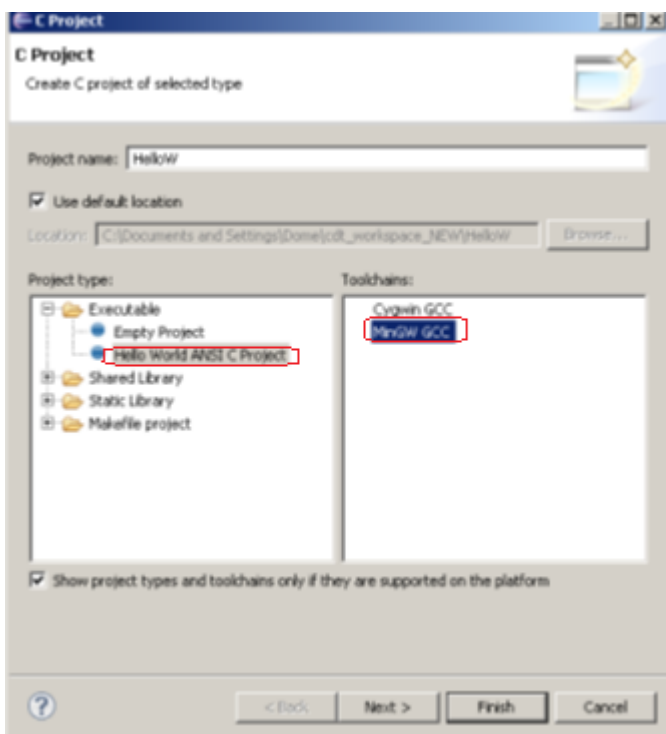 C Project
C Project
Create C project of selected type
Project name: HelloW
Use default location
Location: C:\Documents and Settings\Dome\cdt_workspace_NEW\HelloW Browse...
Project type: Toolchains:
Executable Cygwin GCC
Empty Project MinGW GCC
Hello World ANSI C Project
Shared Library
Static Library
Makefile project
Show project types and toolchains only if they are supported on the platform
? < Back Next > Finish Cancel